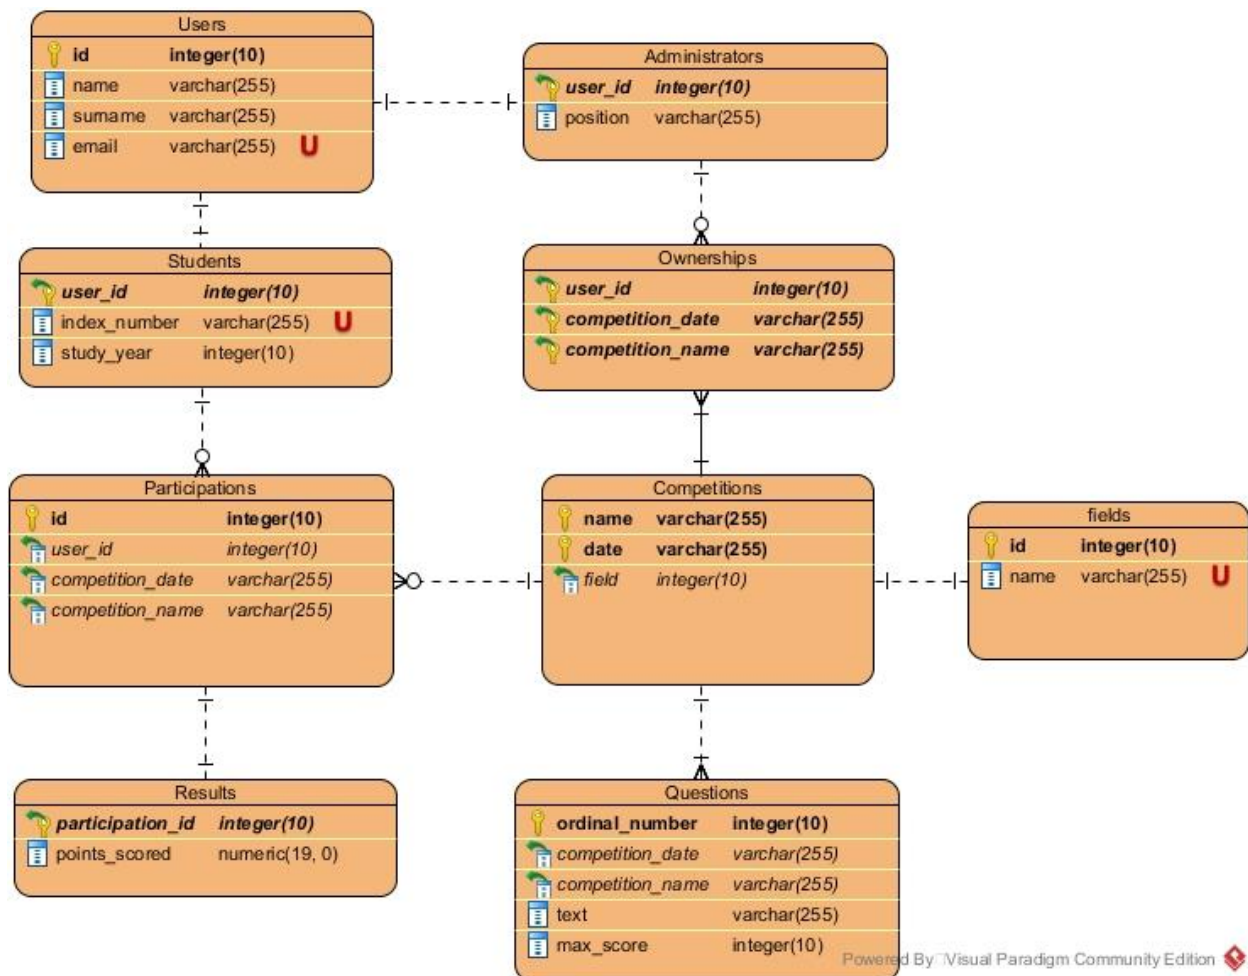 Users
id integer(10)
name varchar(255)
surname varchar(255)
email varchar(255) U
Administrators
user_id integer(10)
position varchar(255)
Students
user_id integer(10)
index_number varchar(255) U
study_year integer(10)
Ownerships
user_id integer(10)
competition_date varchar(255)
competition_name varchar(255)
Participations
id integer(10)
user_id integer(10)
competition_date varchar(255)
competition_name varchar(255)
Competitions
name varchar(255)
date varchar(255)
field integer(10)
fields
id integer(10)
name varchar(255) U
Results
participation_id integer(10)
points_scored numeric(19, 0)
Questions
ordinal_number integer(10)
competition_date varchar(255)
competition_name varchar(255)
text varchar(255)
max_score integer(10)
Powered By Visual Paradigm Community Edition